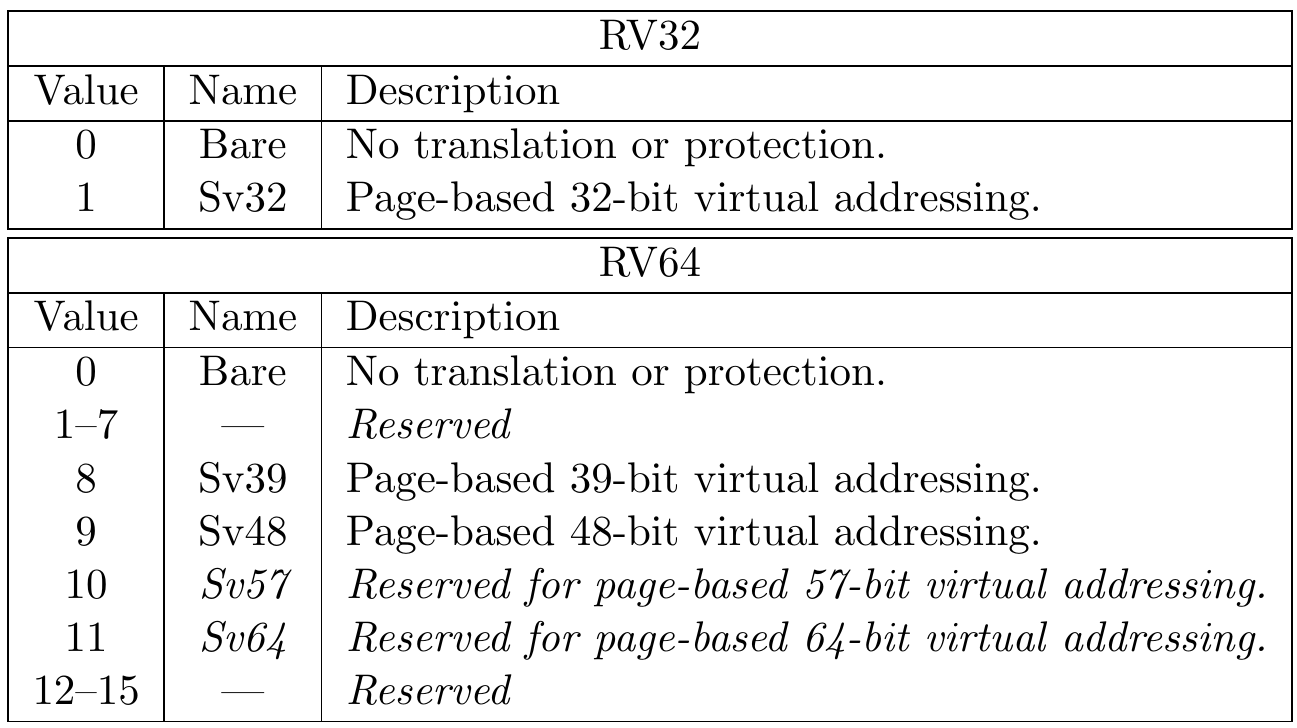 RV32
Value Name Description
0 Bare No translation or protection.
1 Sv32 Page-based 32-bit virtual addressing.
RV64
Value Name Description
0 Bare No translation or protection.
1–7 — Reserved
8 Sv39 Page-based 39-bit virtual addressing.
9 Sv48 Page-based 48-bit virtual addressing.
10 Sv57 Reserved for page-based 57-bit virtual addressing.
11 Sv64 Reserved for page-based 64-bit virtual addressing.
12–15 — Reserved